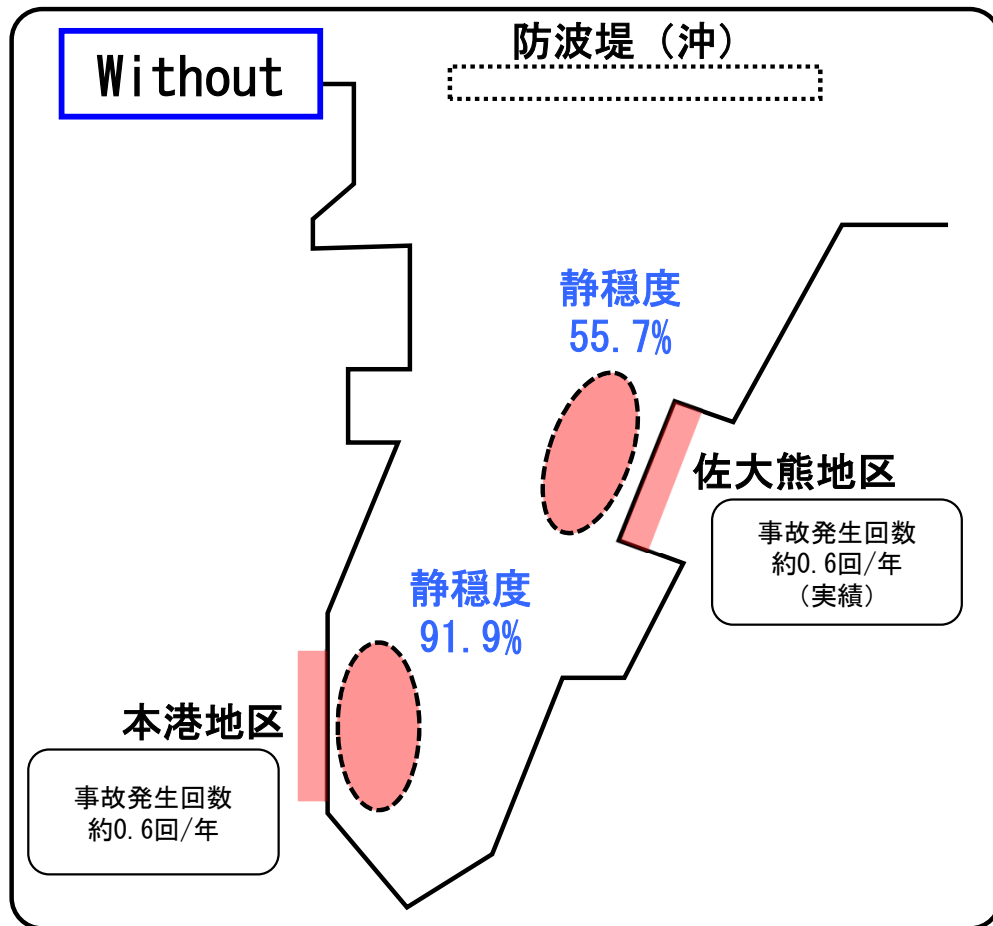 Without
防波堤（沖）
静穏度
55.7%
佐大熊地区
事故発生回数
約0.6回/年
（実績）
静穏度
91.9%
本港地区
事故発生回数
約0.6回/年